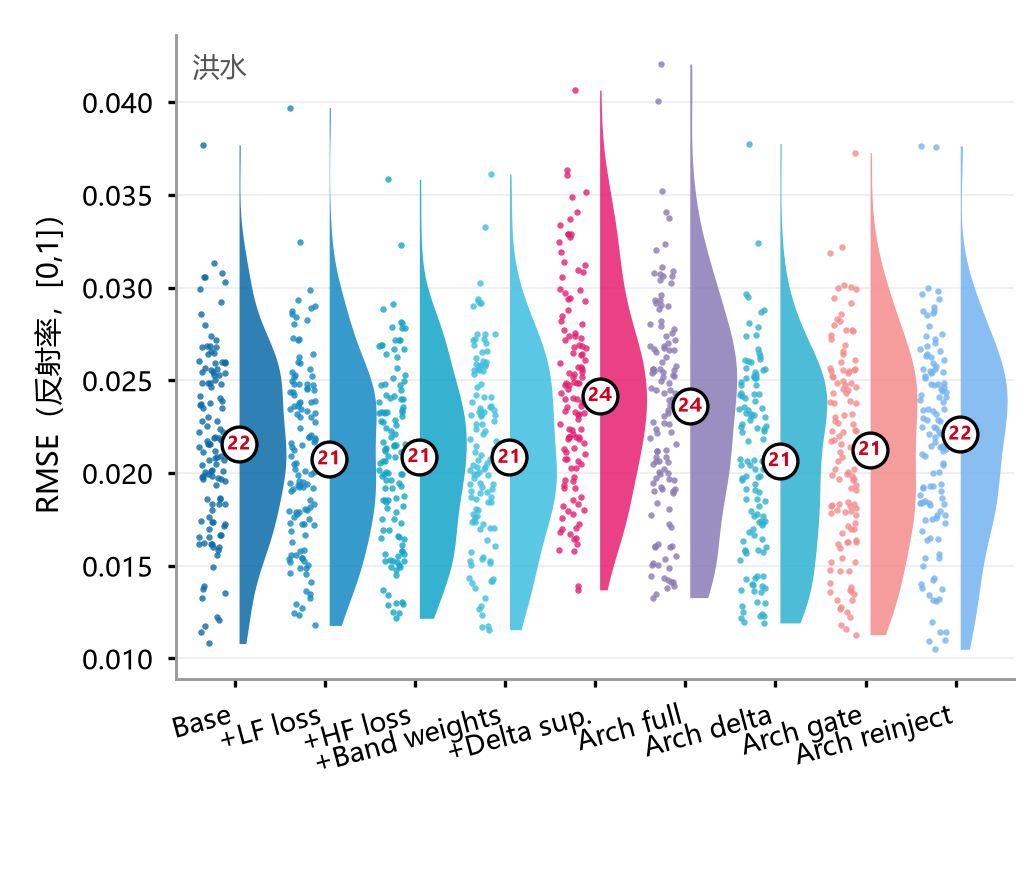 洪水
0.040
0.035
0.030
0.025
0.020
0.015
0.010
RMSE (反射率, [0,1])
22
21
21
21
24
24
21
21
22
Base
+LF loss
+HF loss
+Band weights
+Delta sup.
Arch full
Arch delta
Arch gate
Arch reinject